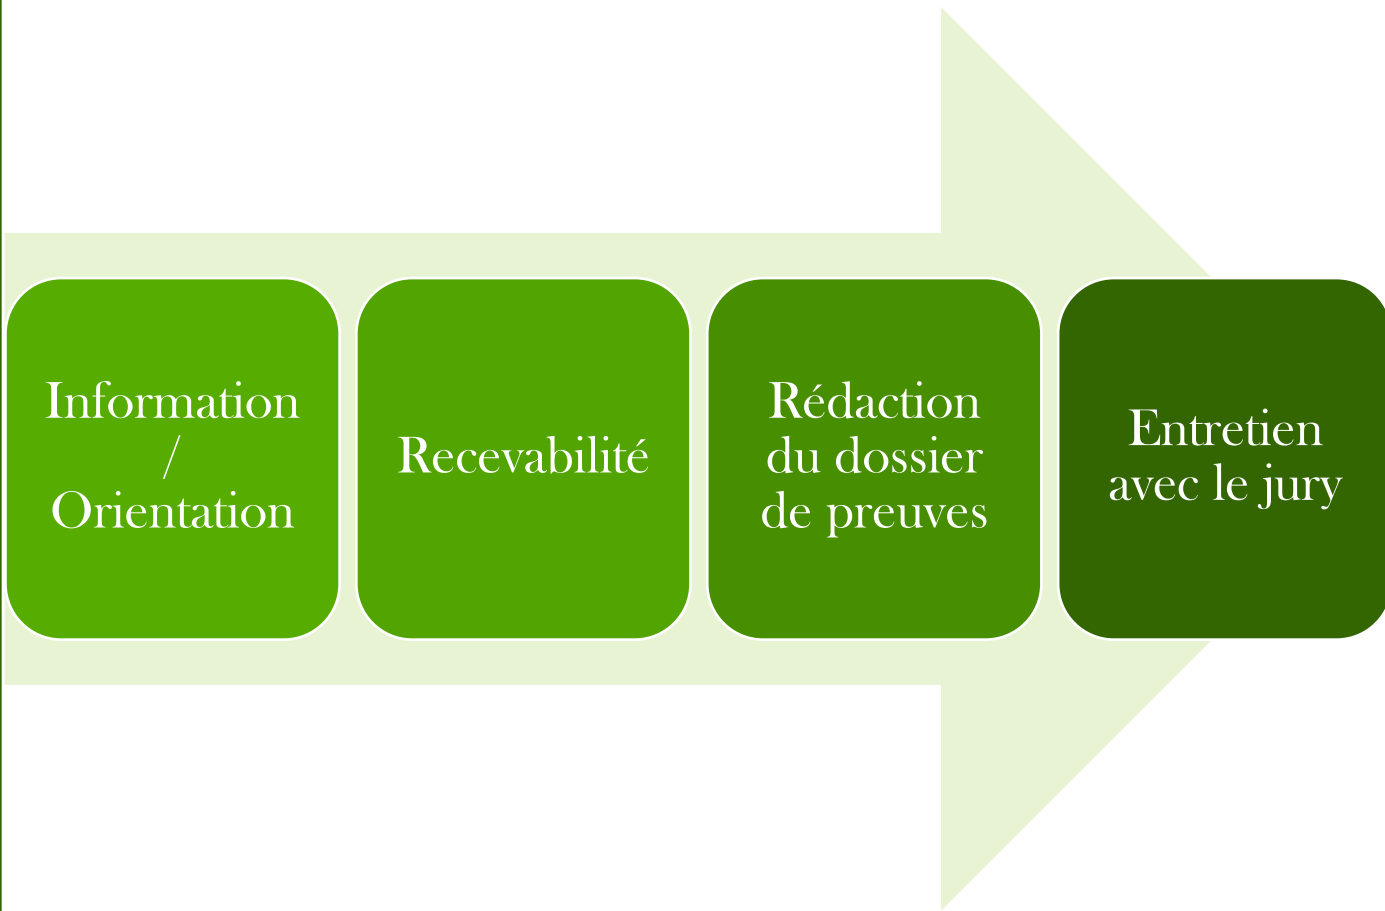 Information
/
Orientation
Recevabilité
Rédaction
du dossier
de preuves
Entretien
avec le jury